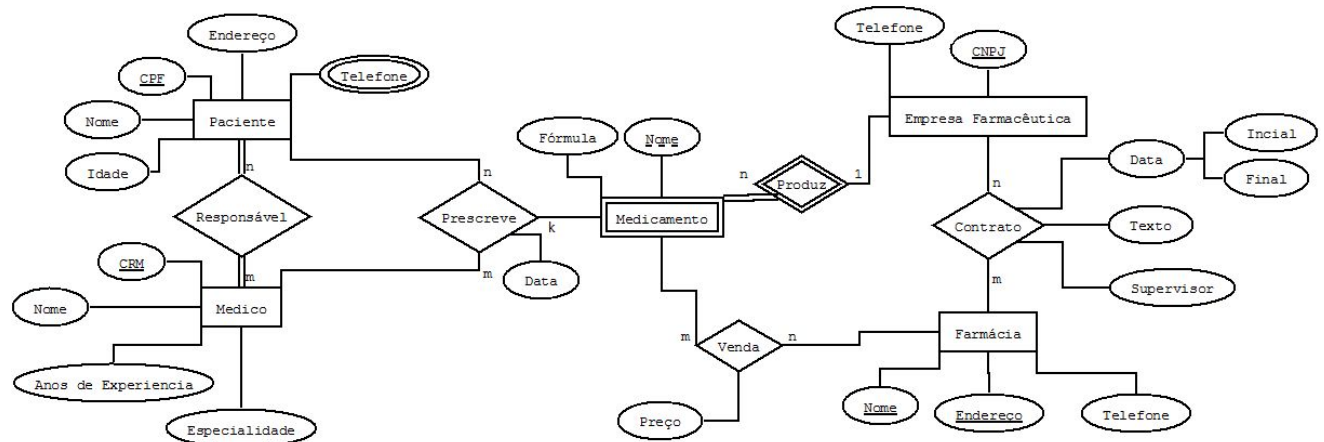 Endereço
Telefone
CPF
Telefone
CNPJ
Nome
Paciente
Empresa Farmacêutica
Idade
Fórmula
Nome
Data
Incial
Final
n
n
n
Produz
1
n
Responsável
Prescreve
k
Medicamento
Contrato
Texto
m
m
Data
m
Supervisor
CRM
Nome
Medico
Anos de Experiencia
Especialidade
m
Venda
n
Farmácia
Preço
Nome
Endereço
Telefone